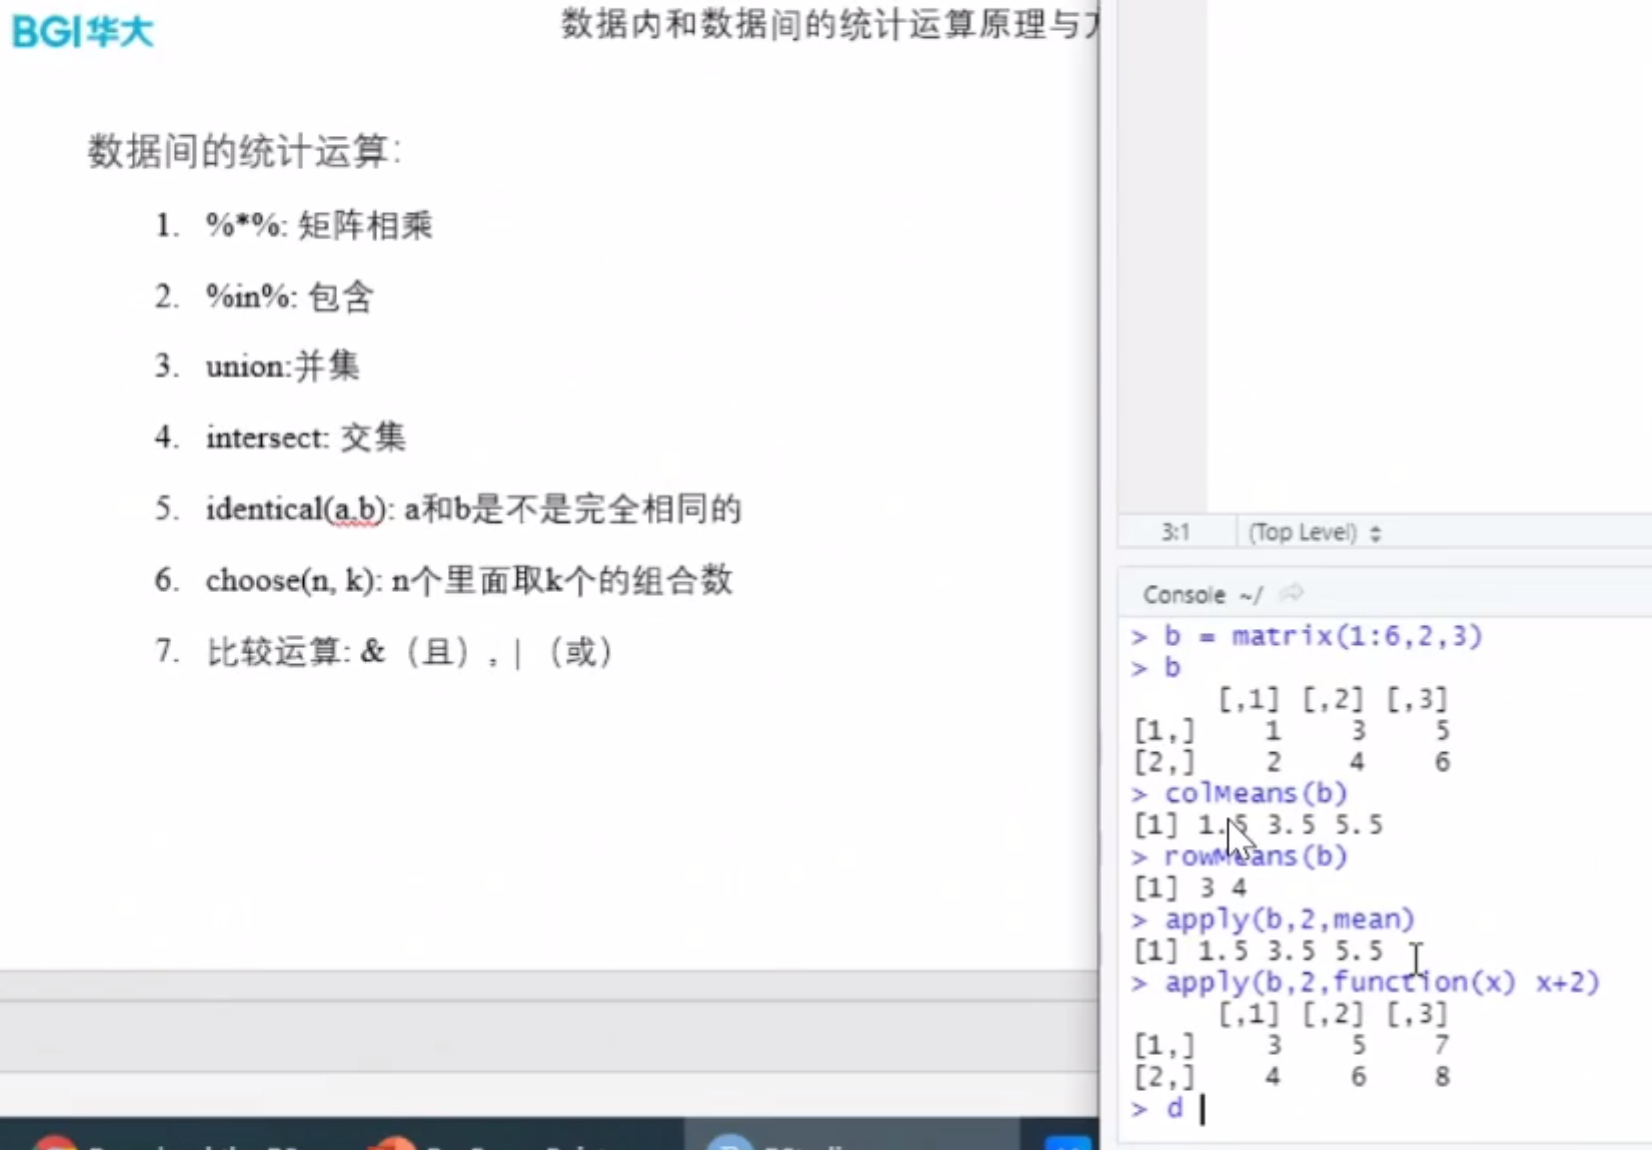 BGI华大
数据内和数据间的统计运算原理与
数据间的统计运算:
1. %*%: 矩阵相乘
2. %in%: 包含
3. union:并集
4. intersect: 交集
5. identical(a,b): a和b是不是完全相同的
6. choose(n, k): n个里面取k个的组合数
7. 比较运算: &（且）, | （或）
3:1 (Top Level)
Console ~/
> b = matrix(1:6,2,3)
> b
[,1] [,2] [,3]
[1,] 1 3 5
[2,] 2 4 6
> colMeans(b)
[1] 1.5 3.5 5.5
> rowMeans(b)
[1] 3 4
> apply(b,2,mean)
[1] 1.5 3.5 5.5
> apply(b,2,function(x) x+2)
[,1] [,2] [,3]
[1,] 3 5 7
[2,] 4 6 8
> d